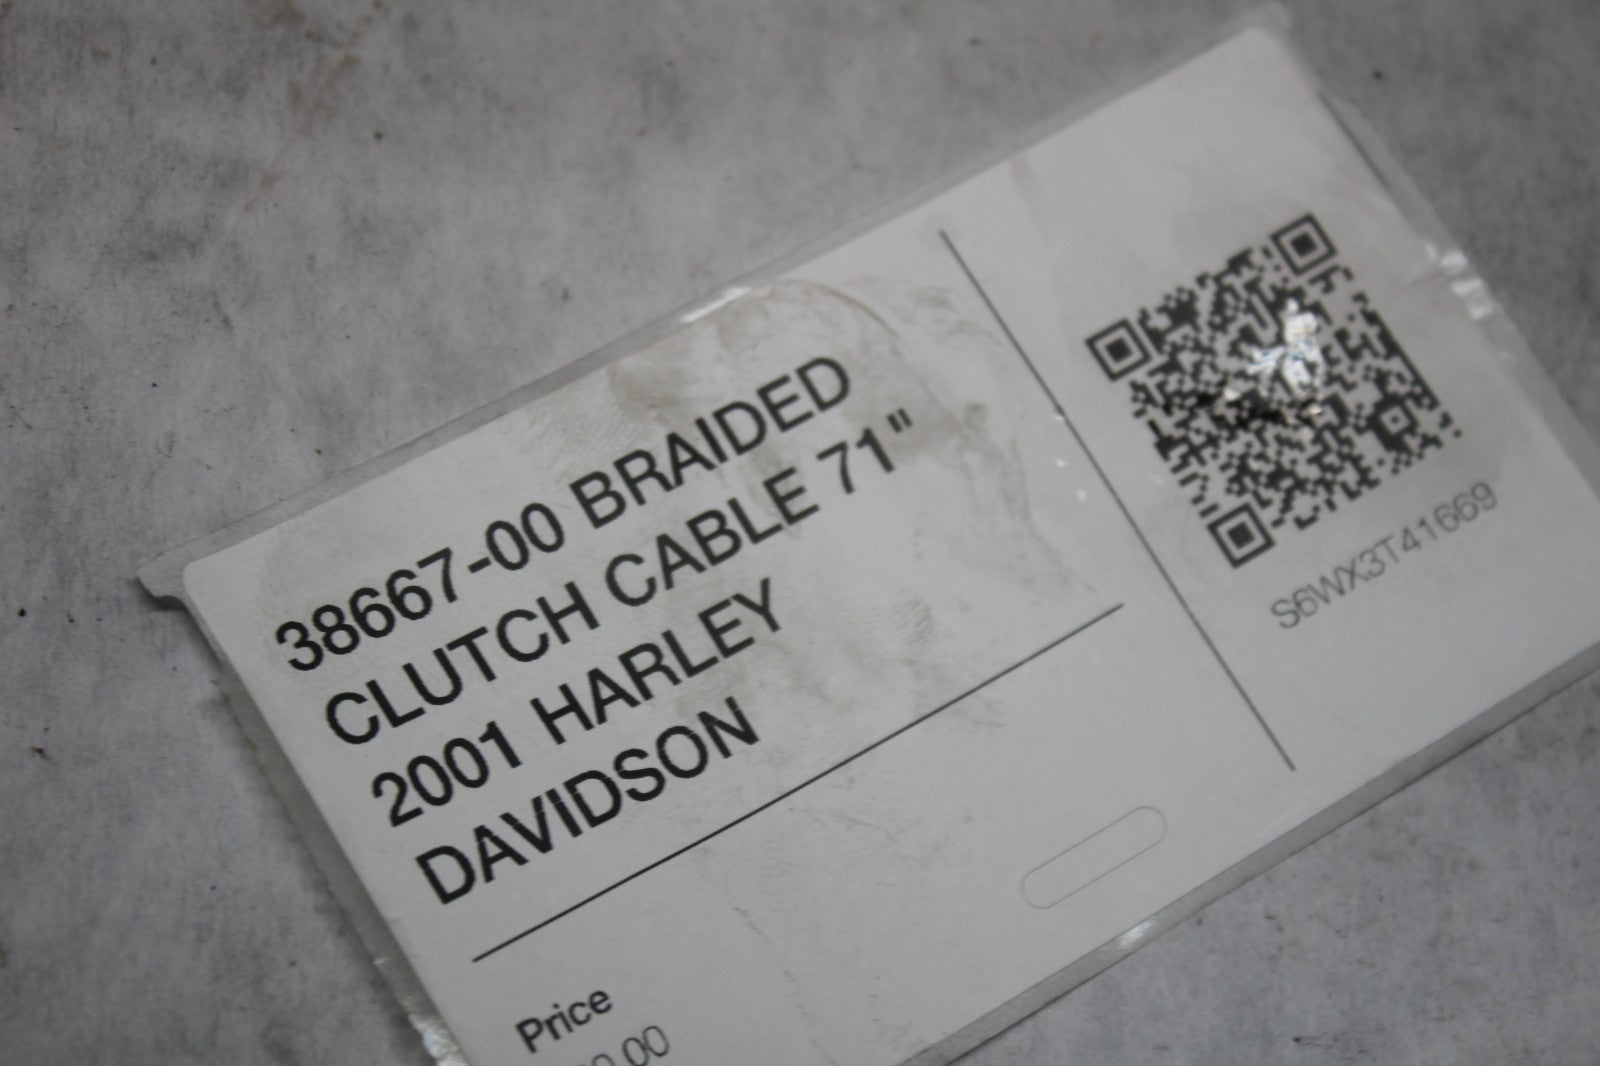 38667-00 BRAIDED
CLUTCH CABLE 71"
2001 HARLEY
DAVIDSON
S6WX3T41669
Price